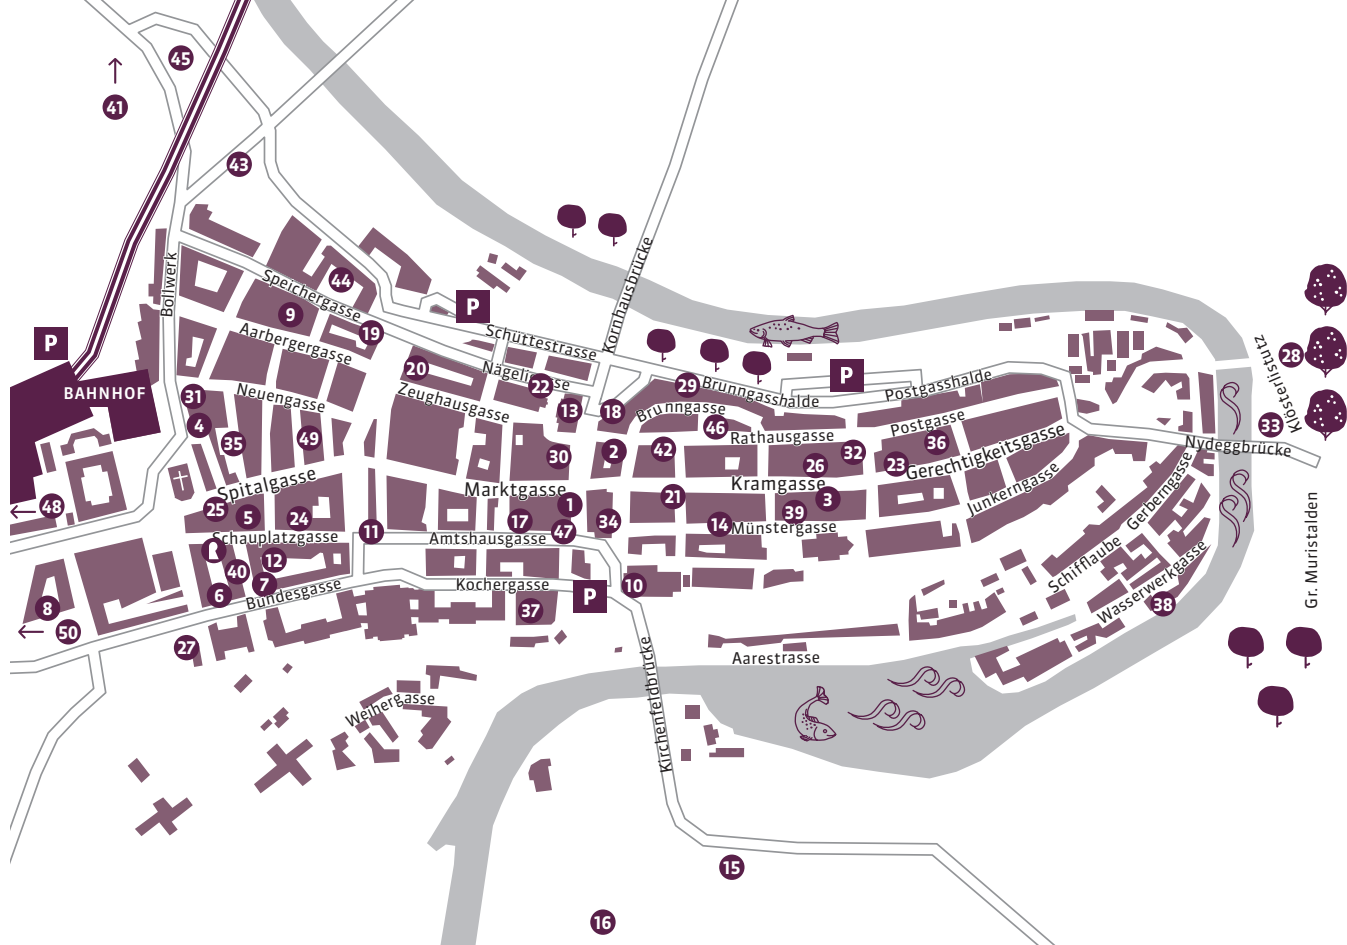 45
41
43
Bollwerk
Speichergasse
44
9
19
P
P
BAHNHOF
Aarbergergasse
Schüttestrasse
Kornhausbrücke
Nägeligasse
20
22
Zeughausgasse
13
18
29
Brunngasshalde
P
Postgasshalde
Klösterlistutz
28
33
31
Neuengasse
4
35
49
Brunngasse
46
Rathausgasse
Postgasse
36
30
2
42
26
32
23
Gerechtigkeitsgasse
Nydeggbrücke
Spitalgasse
Marktgasse
Kramgasse
Junkerngasse
Gerberngasse
48
25
5
24
1
21
3
39
17
34
14
Münstergasse
11
47
Schauplatzgasse
Amtshausgasse
12
40
7
6
Bundesgasse
Kochergasse
P
10
37
Schifflaube
Wasserwerkgasse
38
Gr. Muristalden
8
50
27
Aarestrasse
Weihergasse
Kirchenfeldbrücke
15
16